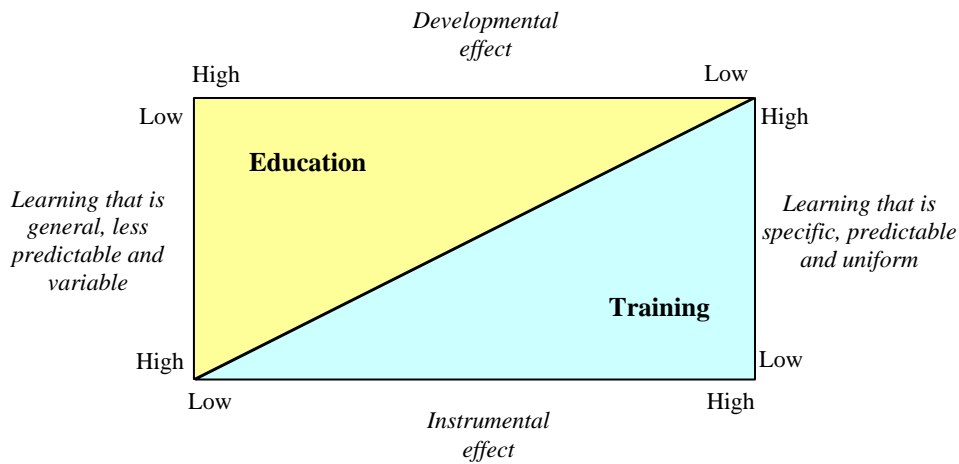 Developmental
effect
High
Low
Low
High
Education
Learning that is
general, less
predictable and
variable
Learning that is
specific, predictable
and uniform
Training
High
Low
Low
High
Instrumental
effect